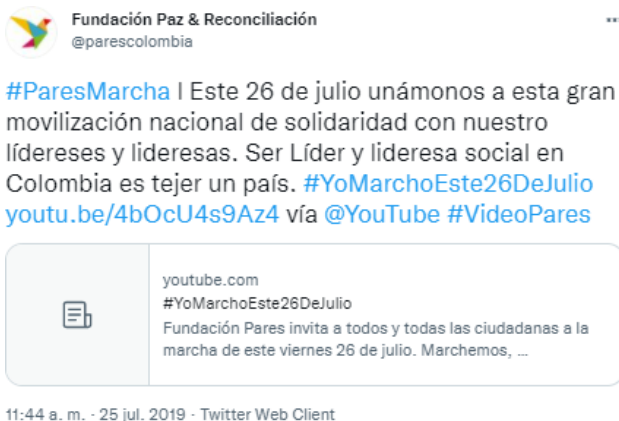 Fundación Paz & Reconciliación
@parescolombia
#ParesMarcha | Este 26 de julio unámonos a esta gran
movilización nacional de solidaridad con nuestro
lídereses y lideresas. Ser Líder y lideresa social en
Colombia es tejer un país. #YoMarchoEste26DeJulio
youtu.be/4bOcU4s9Az4 vía @YouTube #VideoPares
youtube.com
#YoMarchoEste26DeJulio
Fundación Pares invita a todos y todas las ciudadanas a la
marcha de este viernes 26 de julio. Marchemos, ...
11:44 a. m. · 25 jul. 2019 · Twitter Web Client